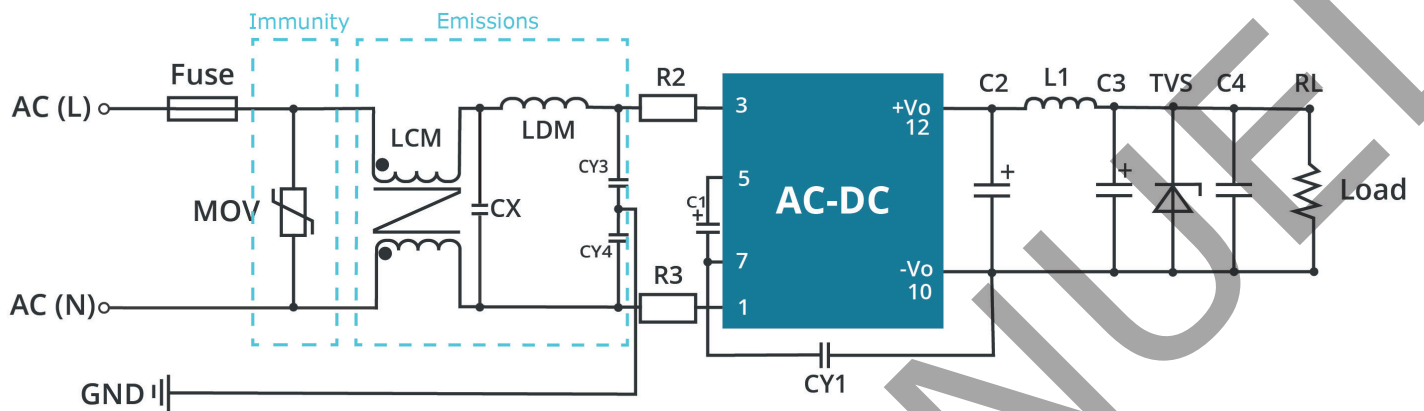 Immunity
Emissions
Fuse
AC (L)
LCM
LDM
MOV
CX
CY3
CY4
AC (N)
GND
R2
R3
3
5
C1
+
7
1
AC-DC
+Vo
12
-Vo
10
CY1
C2
L1
C3
TVS
C4
RL
+
+
Load